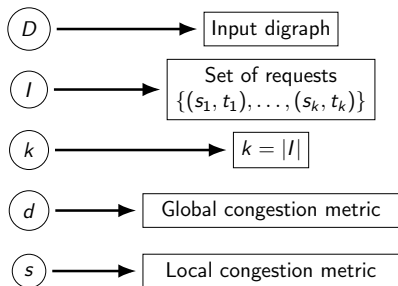 D Input digraph
I Set of requests
{(s₁, t₁), . . . , (sₖ, tₖ)}
k k = |I|
d Global congestion metric
s Local congestion metric